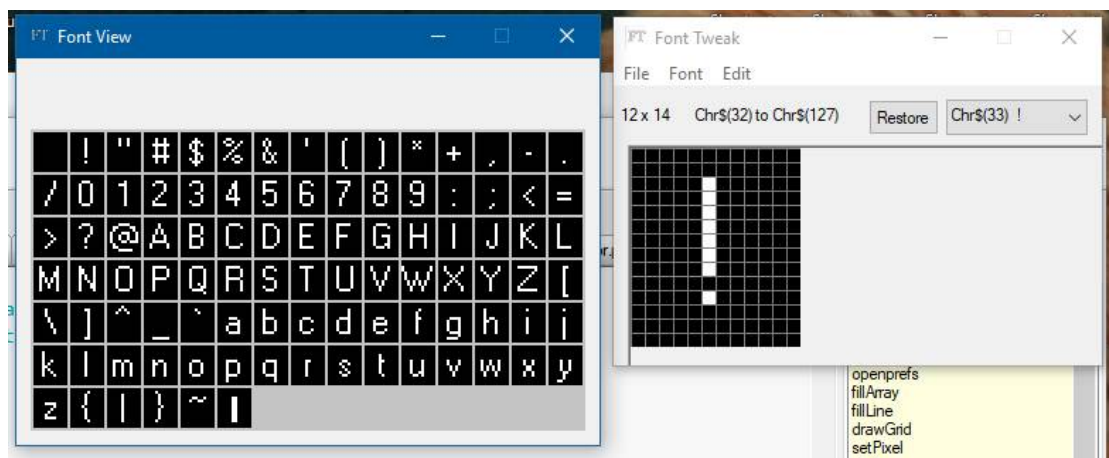 FT Font View
! " # $ % & ' ( ) * + , - .
/ 0 1 2 3 4 5 6 7 8 9 : ; < =
> ? @ A B C D E F G H I J K L
M N O P Q R S T U V W X Y Z [
\ ] ^ _ ` a b c d e f g h i j
k l m n o p q r s t u v w x y
z { | } ~
FT Font Tweak
File Font Edit
12 x 14 Chr$(32) to Chr$(127) Restore Chr$(33) !
openprefs
fillArray
fillLine
drawGrid
setPixel